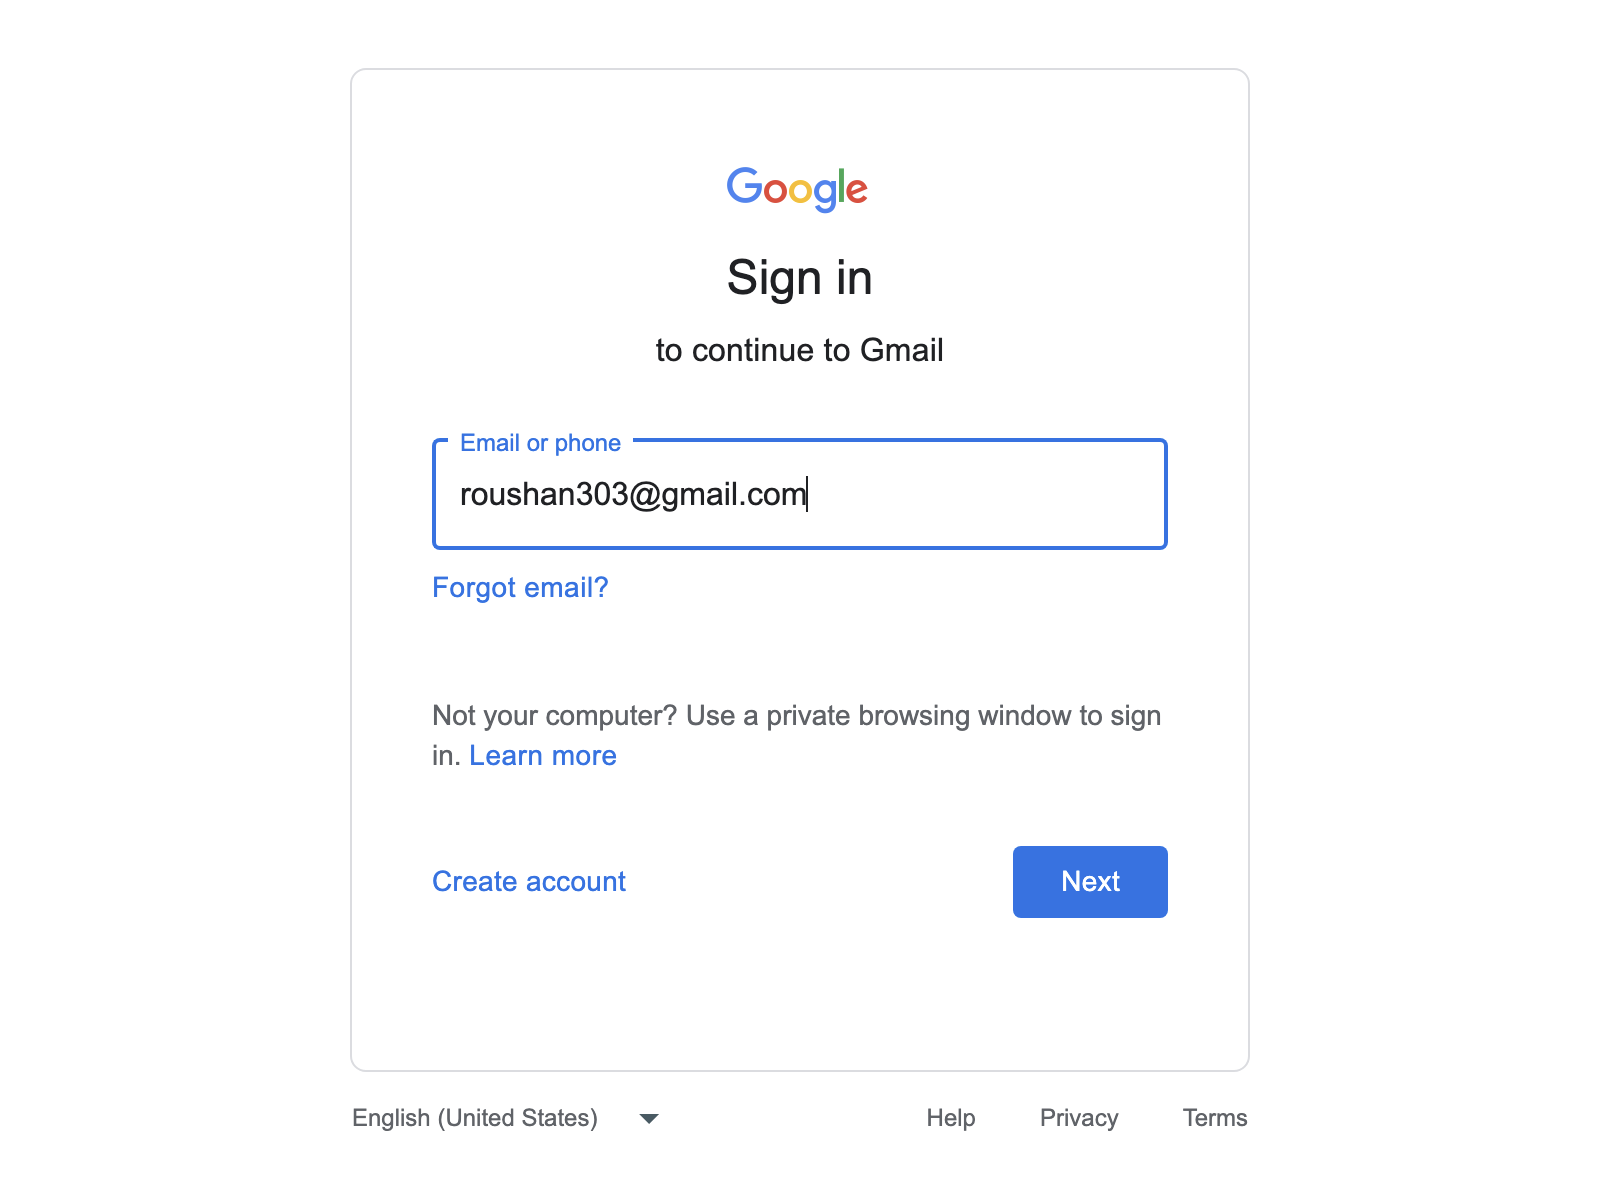 Google
Sign in
to continue to Gmail
Email or phone
roushan303@gmail.com
Forgot email?
Not your computer? Use a private browsing window to sign
in. Learn more
Create account
Next
English (United States)
Help
Privacy
Terms